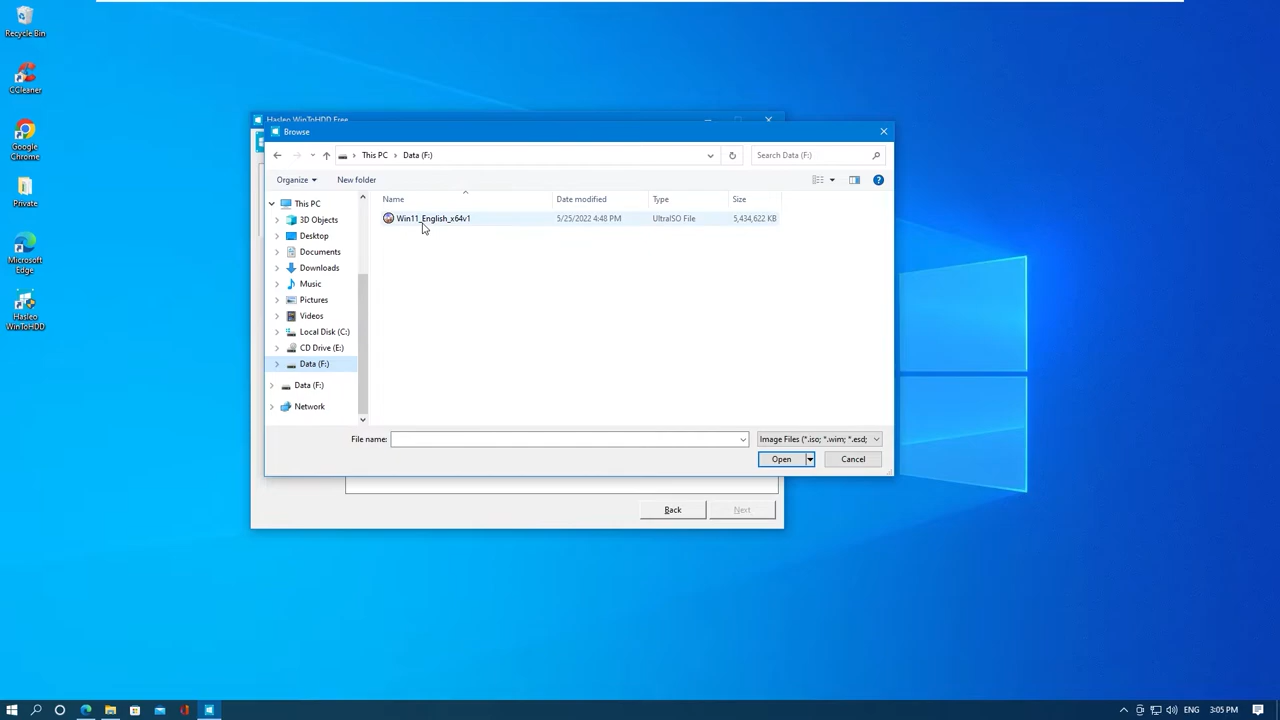 Recycle Bin
CCleaner
Google
Chrome
Private
Microsoft
Edge
Hasleo
WinToHDD
Hasleo WinToHDD Free
Browse
This PC
Data (F:)
Search Data (F:)
Organize
New folder
This PC
3D Objects
Desktop
Documents
Downloads
Music
Pictures
Videos
Local Disk (C:)
CD Drive (E:)
Data (F:)
Data (F:)
Network
Name Date modified Type Size
Win11_English_x64v1 5/25/2022 4:48 PM UltraISO File 5,434,622 KB
File name:
Image Files (*.iso; *.wim; *.esd;
Open
Cancel
Back
Next
ENG
3:05 PM